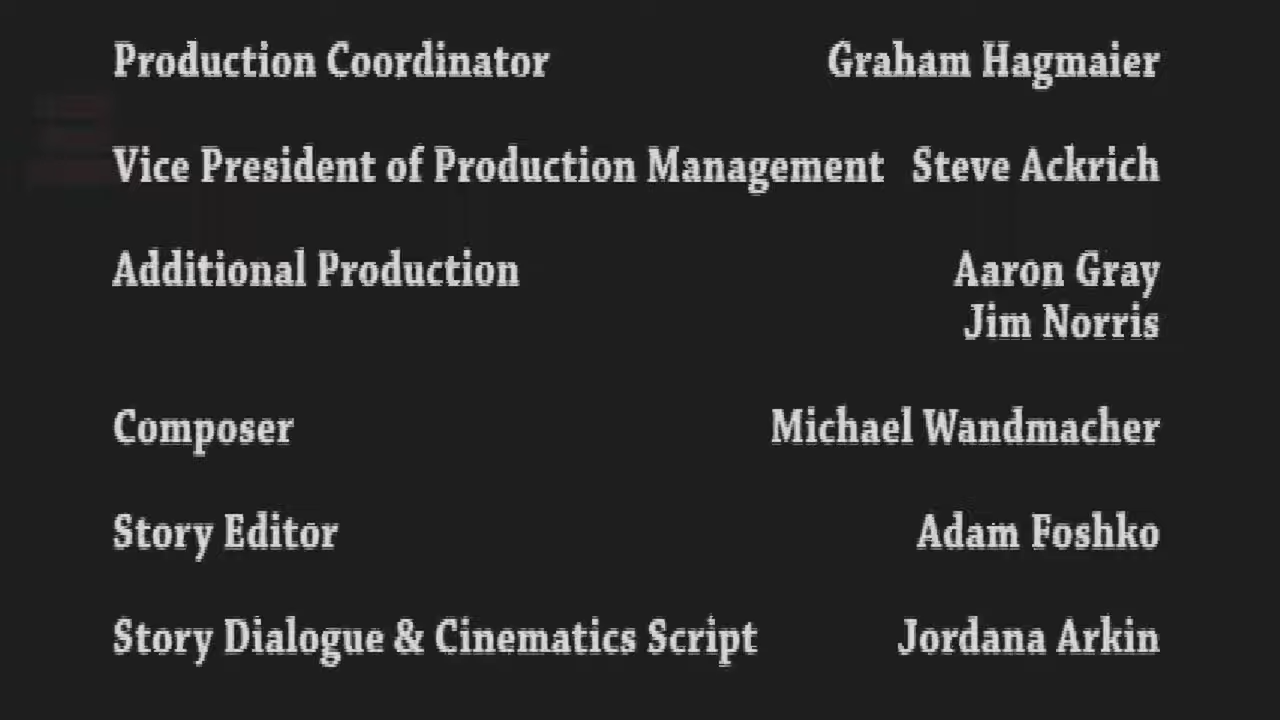 Production Coordinator Graham Hagmaier
Vice President of Production Management Steve Ackrich
Additional Production Aaron Gray
Jim Norris
Composer Michael Wandmacher
Story Editor Adam Foshko
Story Dialogue & Cinematics Script Jordana Arkin